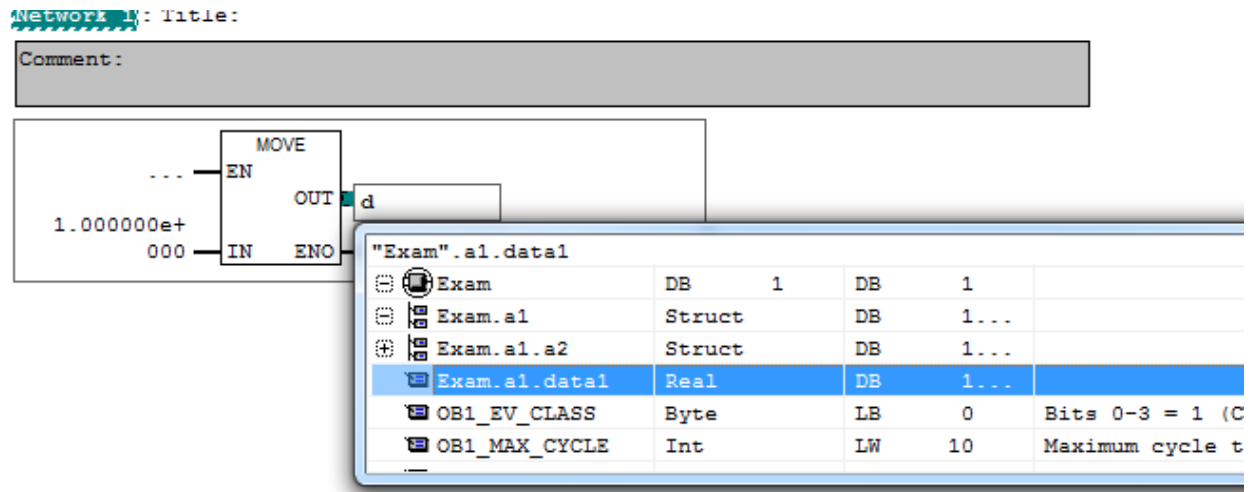 Network 1: Title:
Comment:
MOVE
... EN
OUT d
1.000000e+
000 IN ENO
"Exam".a1.data1
Exam DB 1 DB 1
Exam.a1 Struct DB 1...
Exam.a1.a2 Struct DB 1...
Exam.a1.data1 Real DB 1...
OB1_EV_CLASS Byte LB 0 Bits 0-3 = 1 (C
OB1_MAX_CYCLE Int LW 10 Maximum cycle t